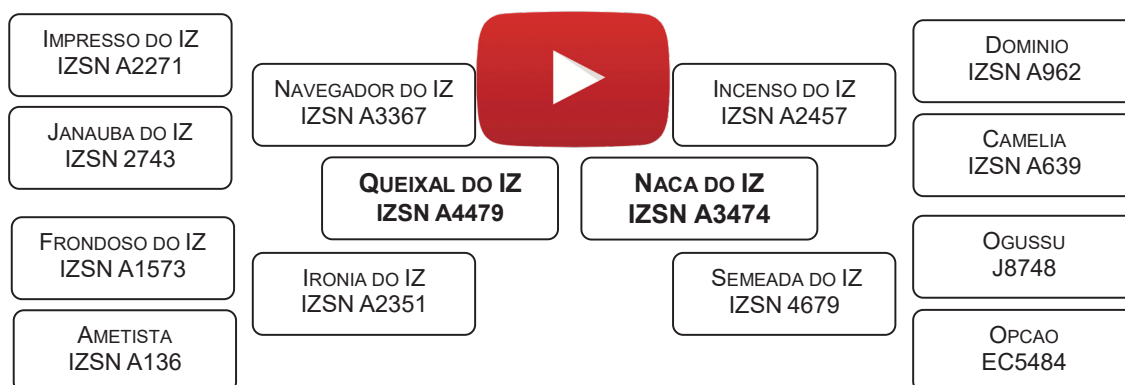 IMPRESSO DO IZ
IZSN A2271
JANAUBA DO IZ
IZSN 2743
FRONDOSO DO IZ
IZSN A1573
AMETISTA
IZSN A136
NAVEGADOR DO IZ
IZSN A3367
IRONIA DO IZ
IZSN A2351
QUEIXAL DO IZ
IZSN A4479
NACA DO IZ
IZSN A3474
INCENSO DO IZ
IZSN A2457
SEMEADA DO IZ
IZSN 4679
DOMINIO
IZSN A962
CAMELIA
IZSN A639
OGUSSU
J8748
OPCAO
EC5484